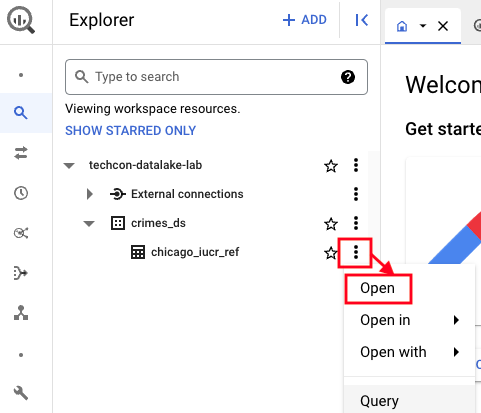 Explorer
+ ADD
Type to search
Viewing workspace resources.
SHOW STARRED ONLY
techcon-datalake-lab
External connections
crimes_ds
chicago_iucr_ref
Open
Open in
Open with
Query
Welcom
Get starte